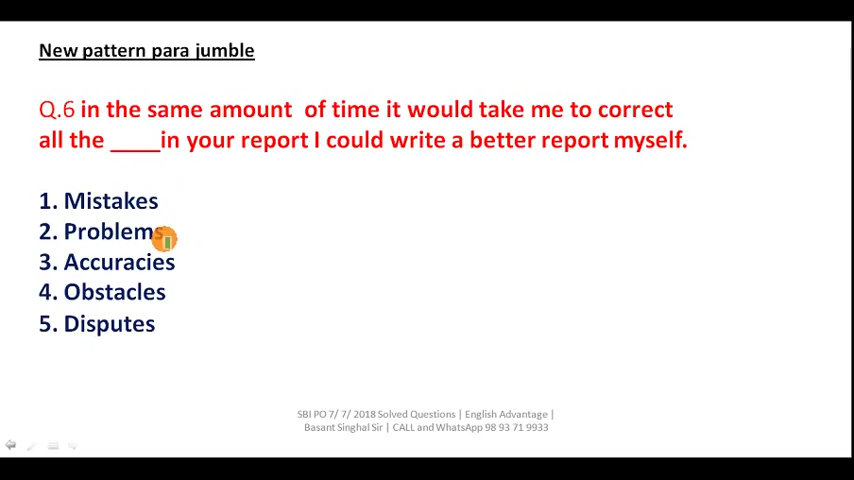 New pattern para jumble
Q.6 in the same amount of time it would take me to correct
all the ____in your report I could write a better report myself.
1. Mistakes
2. Problems
3. Accuracies
4. Obstacles
5. Disputes
SBI PO 7/ 7/ 2018 Solved Questions | English Advantage |
Basant Singhal Sir | CALL and WhatsApp 98 93 71 9933